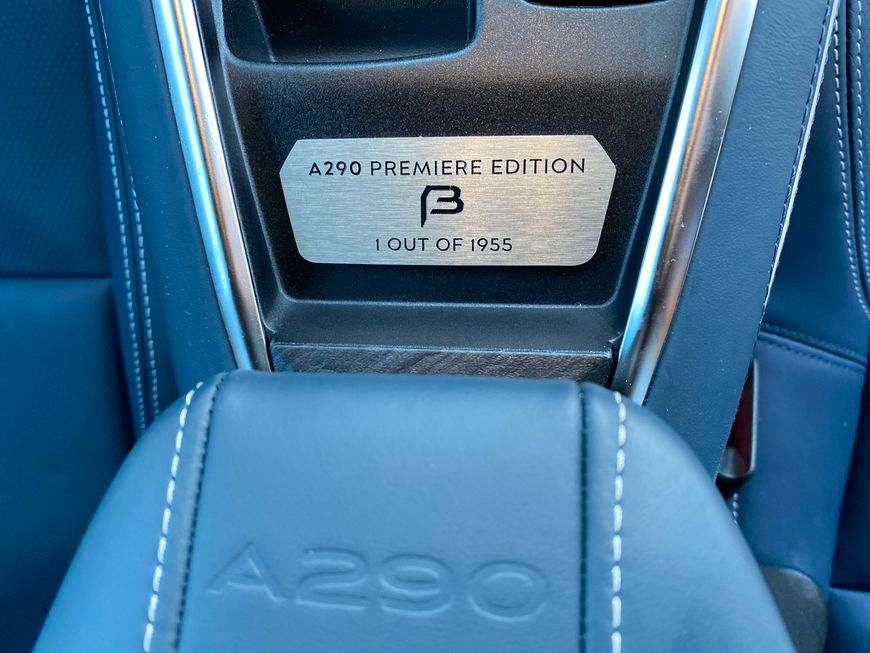 A290 PREMIERE EDITION
β
1 OUT OF 1955
A290